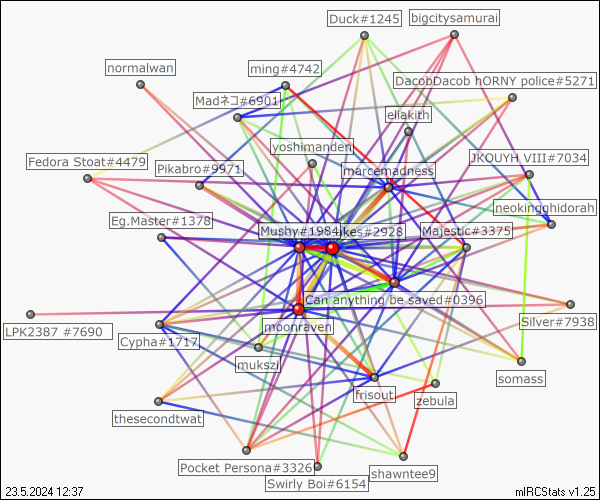 Duck#1245
bigcitysamurai
normalwan
ming#4742
DacobDacob hORNY police#5271
Madネコ#6901
ellakith
yoshimanden
JKQUYH VIII#7034
Fedora Stoat#4479
Pikabro#9971
marcemadness
neokingghidorah
Eg.Master#1378
Mushy#1984
ikes#2928
Majestic#3375
Can anything be saved#0396
LPK2387 #7690
moonraven
Silver#7938
Cypha#1717
mukszi
somass
frisout
zebula
thesecondtwat
Pocket Persona#3326
shawntee9
Swirly Boi#6154
23.5.2024 12:37
mIRCStats v1.25